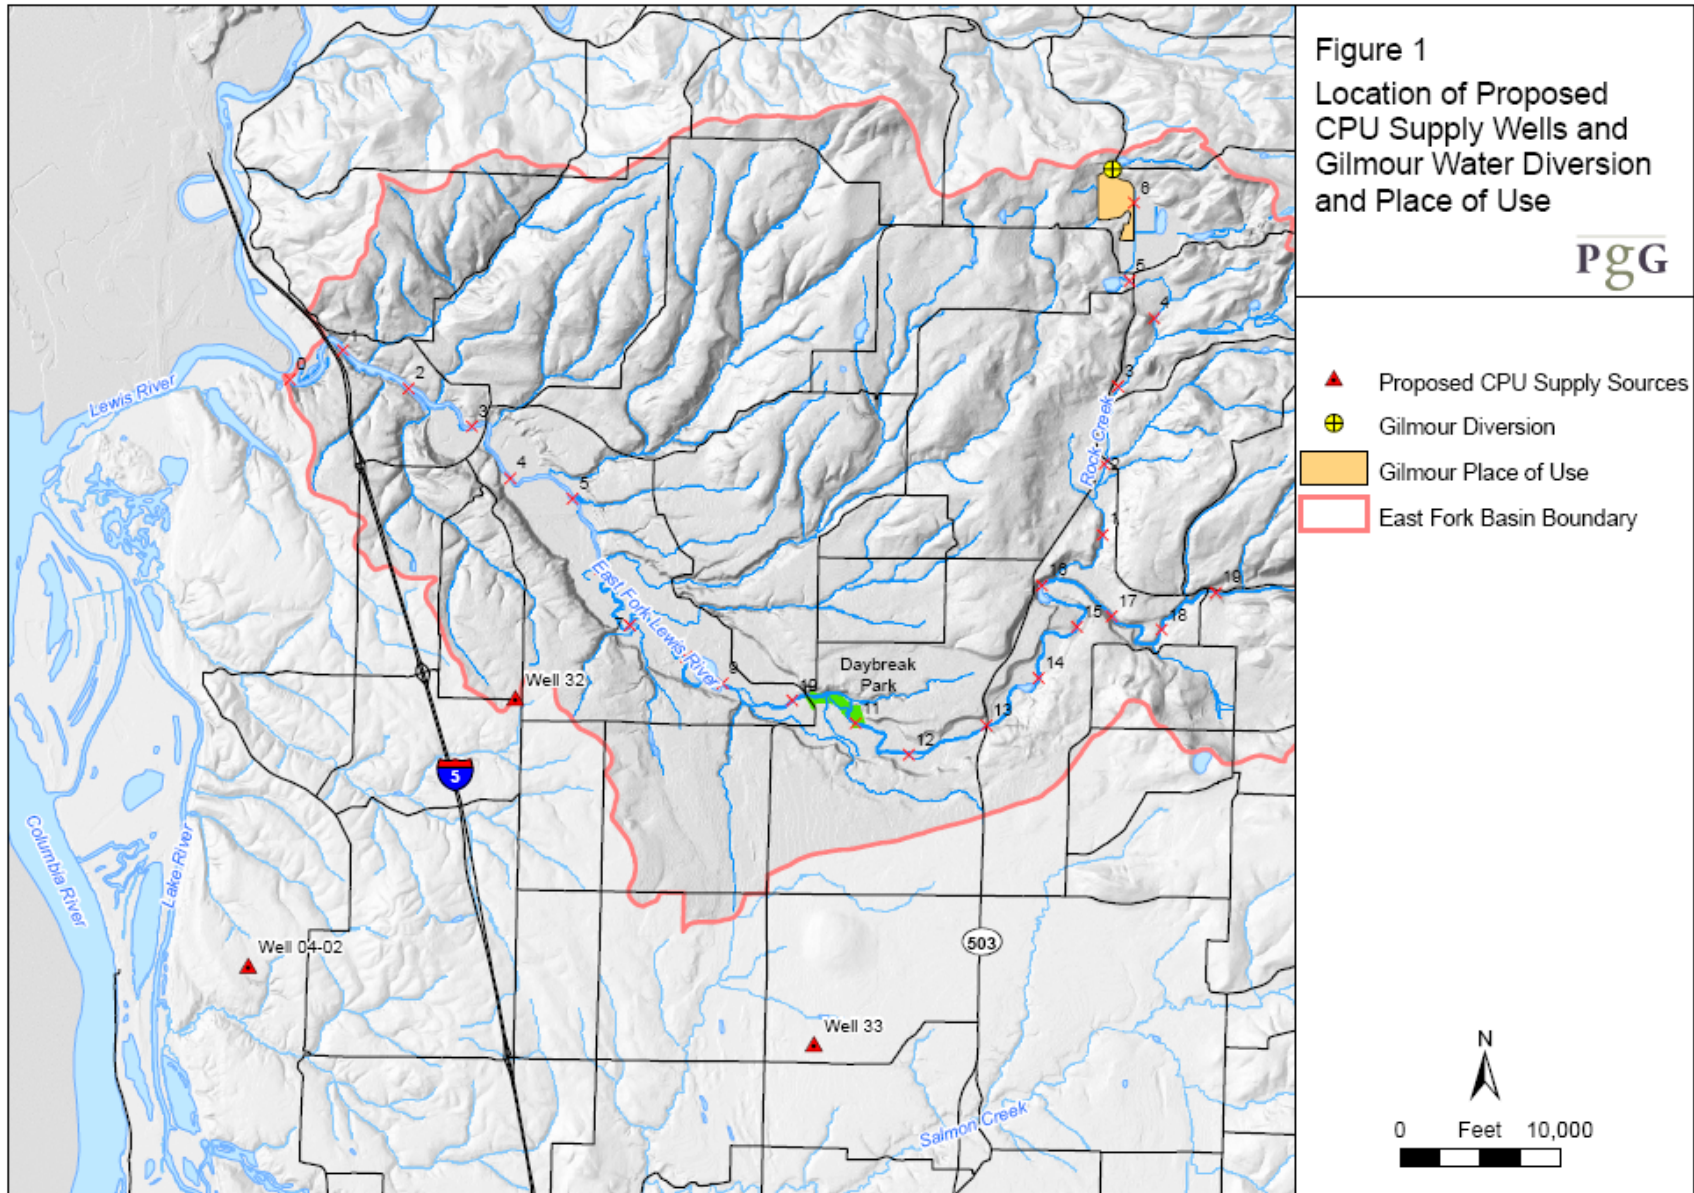 Figure 1
Location of Proposed
CPU Supply Wells and
Gilmour Water Diversion
and Place of Use
PgG
Proposed CPU Supply Sources
Gilmour Diversion
Gilmour Place of Use
East Fork Basin Boundary
N
0 Feet 10,000
6
5
4
3
2
1
Rock Creek
0
1
2
3
4
5
7
9
10
11
12
13
14
15
16
17
18
19
Lewis River
East Fork Lewis River
Daybreak
Park
Well 32
5
Columbia River
Lake River
Well 04-02
503
Well 33
Salmon Creek